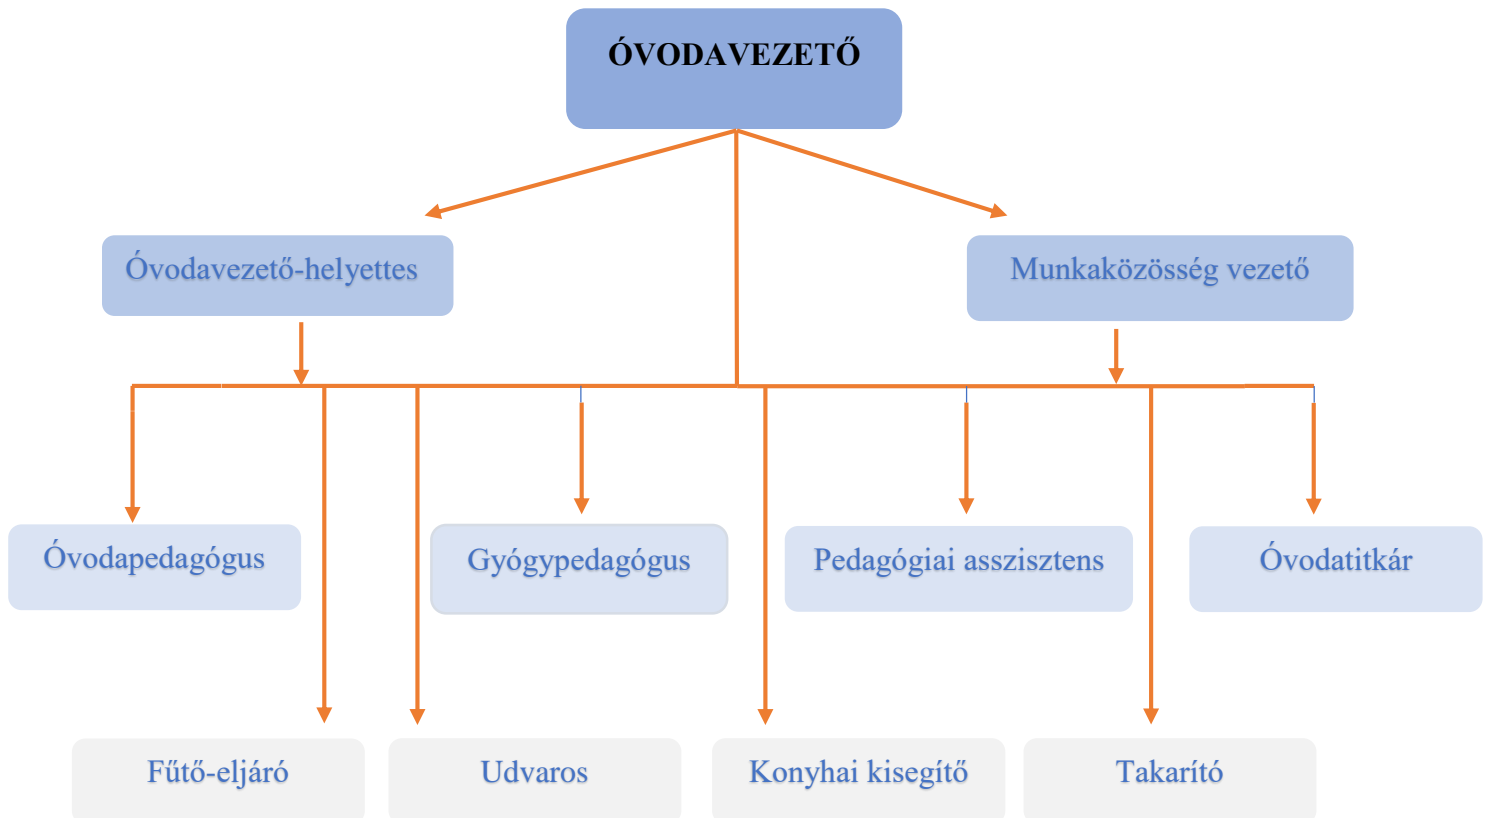 ÓVODAVEZETŐ
Óvodavezető-helyettes
Munkaközösség vezető
Óvodapedagógus
Gyógypedagógus
Pedagógiai asszisztens
Óvodatitkár
Fűtő-eljáró
Udvaros
Konyhai kisegítő
Takarító